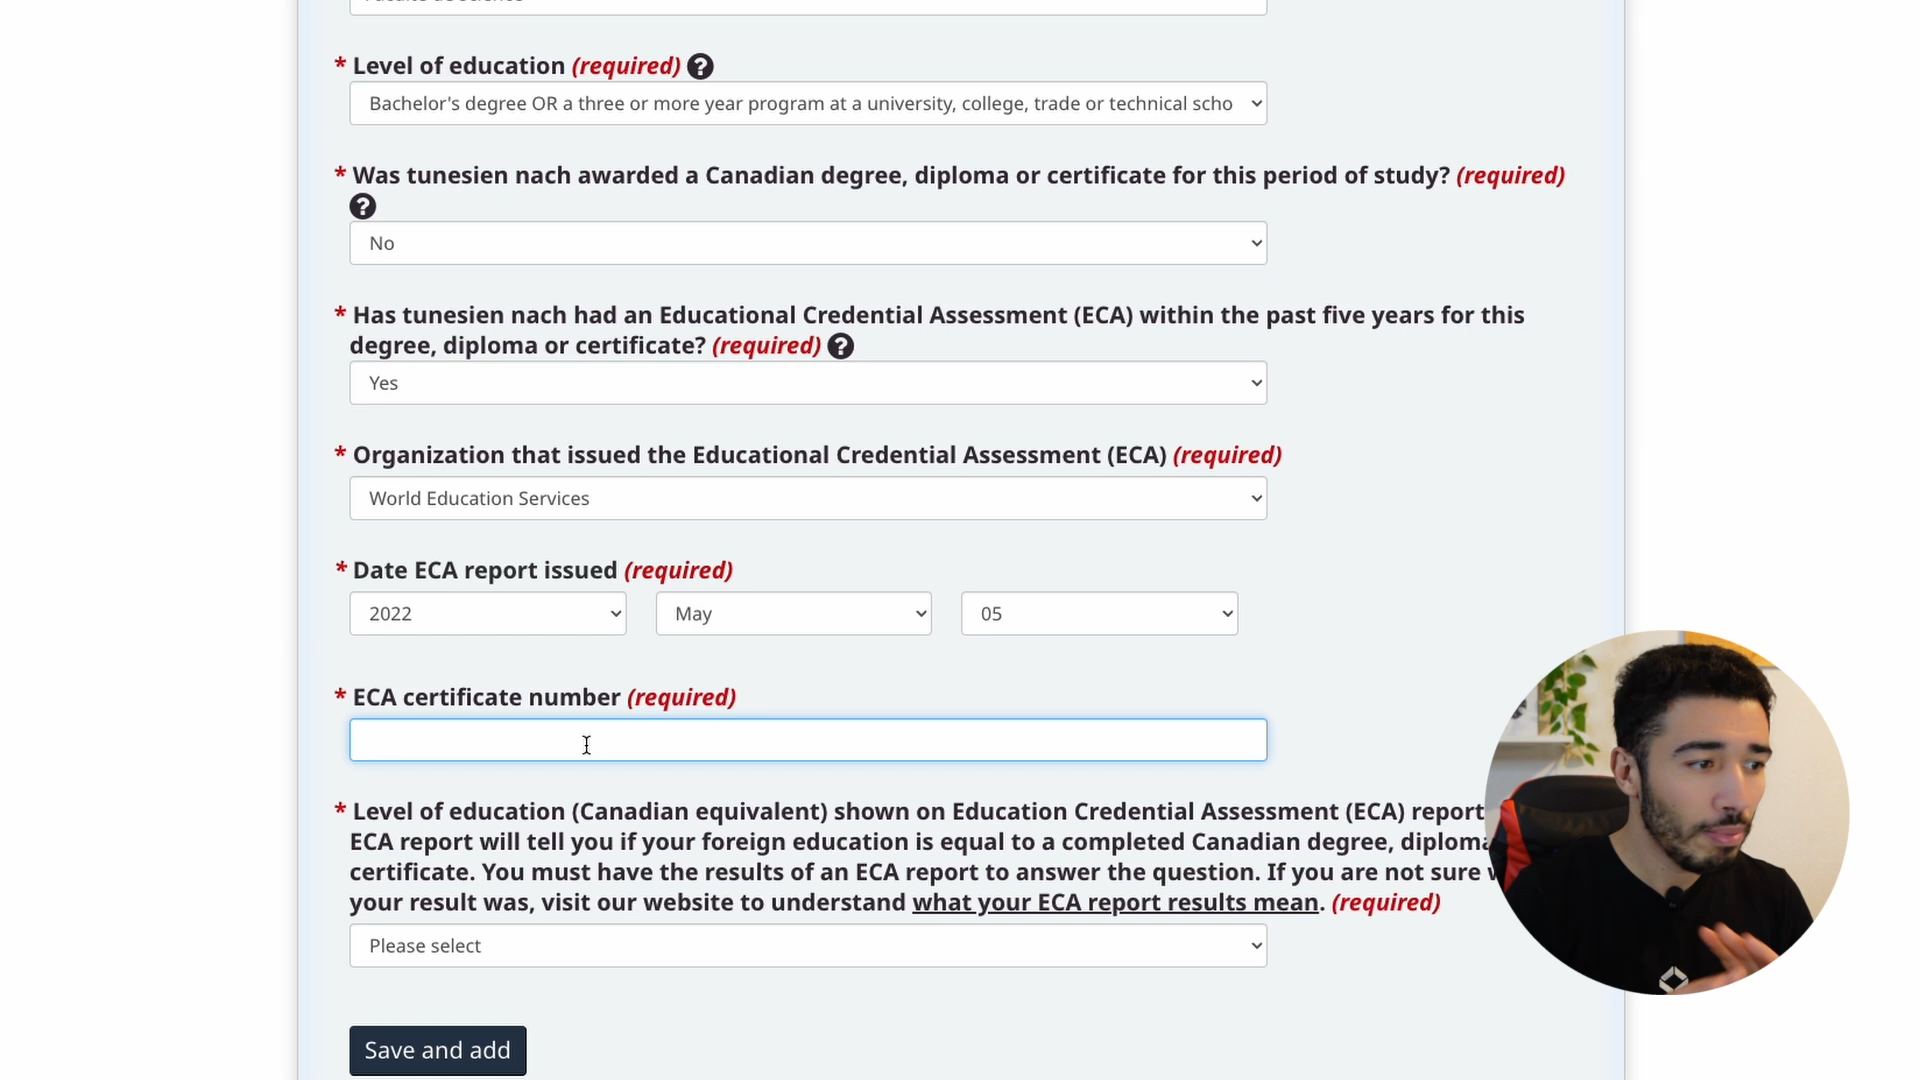 * Level of education (required) ?
Bachelor's degree OR a three or more year program at a university, college, trade or technical scho
* Was tunesien nach awarded a Canadian degree, diploma or certificate for this period of study? (required)
?
No
* Has tunesien nach had an Educational Credential Assessment (ECA) within the past five years for this
degree, diploma or certificate? (required) ?
Yes
* Organization that issued the Educational Credential Assessment (ECA) (required)
World Education Services
* Date ECA report issued (required)
2022 May 05
* ECA certificate number (required)
* Level of education (Canadian equivalent) shown on Education Credential Assessment (ECA) report
ECA report will tell you if your foreign education is equal to a completed Canadian degree, diploma
certificate. You must have the results of an ECA report to answer the question. If you are not sure
your result was, visit our website to understand what your ECA report results mean. (required)
Please select
Save and add